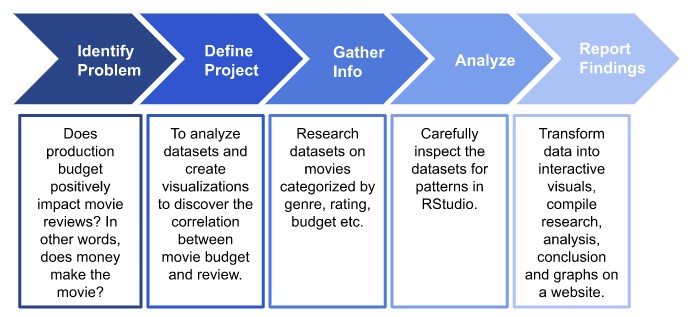 Identify
Problem
Define
Project
Gather
Info
Analyze
Report
Findings
Does
production
budget
positively
impact movie
reviews? In
other words,
does money
make the
movie?
To analyze
datasets and
create
visualizations
to discover the
correlation
between
movie budget
and review.
Research
datasets on
movies
categorized by
genre, rating,
budget etc.
Carefully
inspect the
datasets for
patterns in
RStudio.
Transform
data into
interactive
visuals,
compile
research,
analysis,
conclusion
and graphs on
a website.